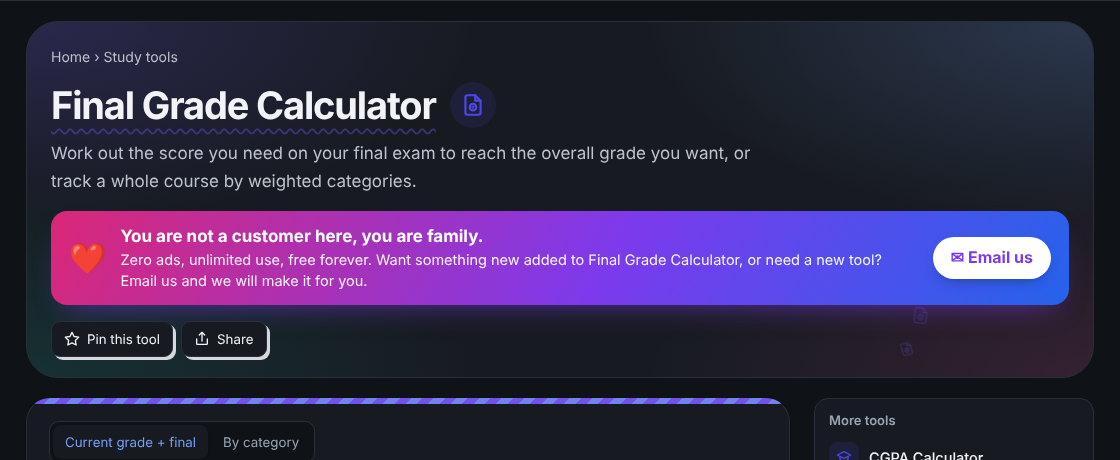 Home › Study tools
Final Grade Calculator
Work out the score you need on your final exam to reach the overall grade you want, or
track a whole course by weighted categories.
You are not a customer here, you are family.
Zero ads, unlimited use, free forever. Want something new added to Final Grade Calculator, or need a new tool?
Email us and we will make it for you.
✉ Email us
Pin this tool
Share
Current grade + final
By category
More tools
CGPA Calculator